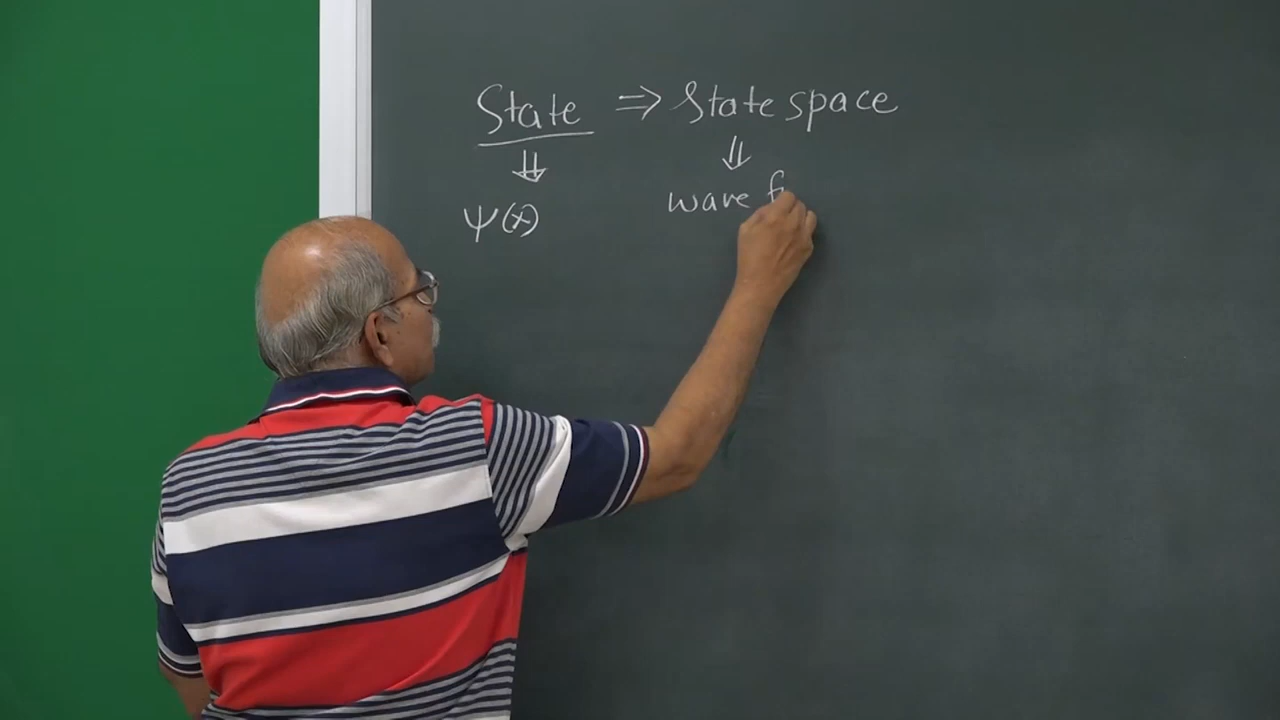 State ⇒ State space
⇓ ⇓
ψ(x) wave f